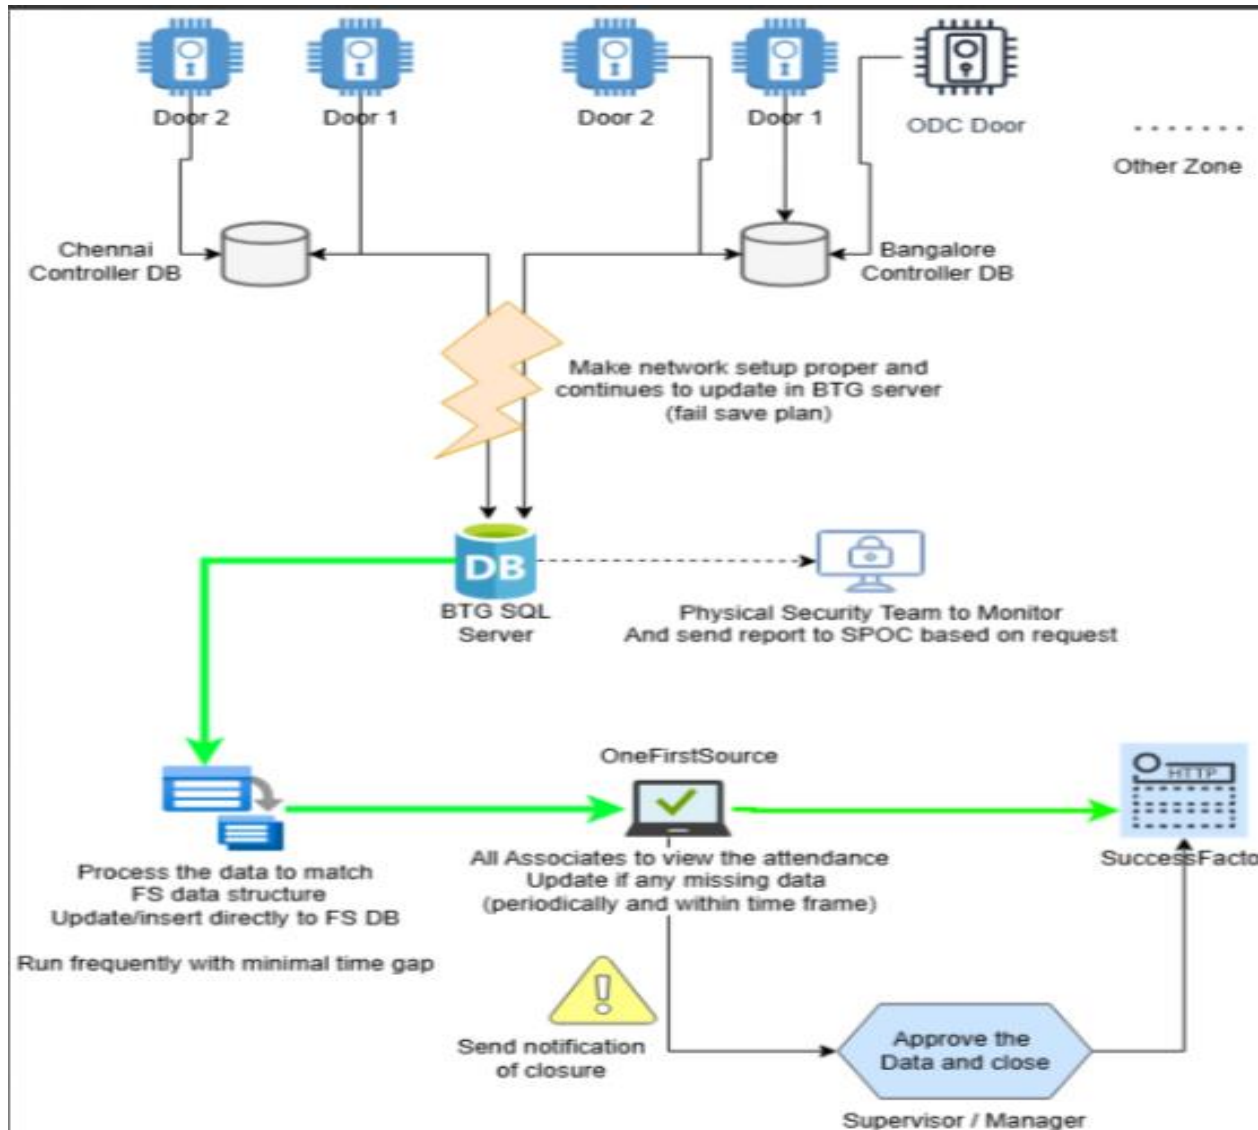 Door 2
Door 1
Door 2
Door 1
ODC Door
Other Zone
Chennai
Controller DB
Bangalore
Controller DB
Make network setup proper and
continues to update in BTG server
(fail save plan)
DB
BTG SQL
Server
Physical Security Team to Monitor
And send report to SPOC based on request
OneFirstSource
HTTP
Process the data to match
FS data structure
Update/insert directly to FS DB
Run frequently with minimal time gap
All Associates to view the attendance
Update if any missing data
(periodically and within time frame)
SuccessFacto
Send notification
of closure
Approve the
Data and close
Supervisor / Manager